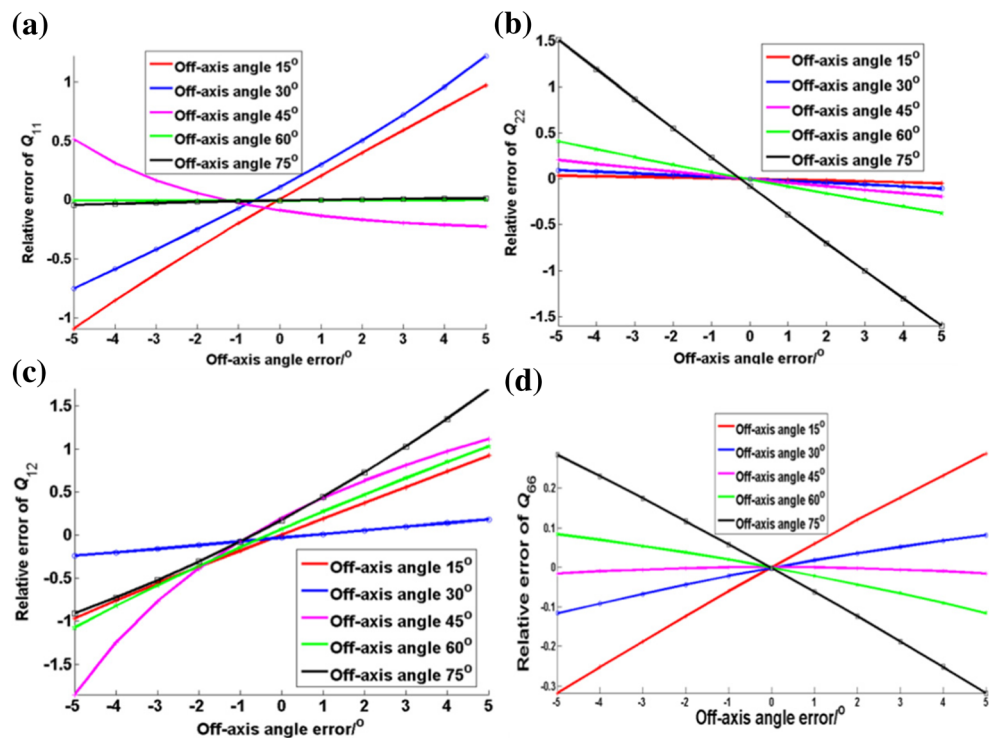 (a)
Relative error of Q11
1
0.5
0
-0.5
-1
Off-axis angle 15°
Off-axis angle 30°
Off-axis angle 45°
Off-axis angle 60°
Off-axis angle 75°
-5 -4 -3 -2 -1 0 1 2 3 4 5
Off-axis angle error/°
(b)
Relative error of Q22
1.5
1
0.5
0
-0.5
-1
-1.5
Off-axis angle 15°
Off-axis angle 30°
Off-axis angle 45°
Off-axis angle 60°
Off-axis angle 75°
-5 -4 -3 -2 -1 0 1 2 3 4 5
Off-axis angle error/°
(c)
Relative error of Q12
1.5
1
0.5
0
-0.5
-1
-1.5
Off-axis angle 15°
Off-axis angle 30°
Off-axis angle 45°
Off-axis angle 60°
Off-axis angle 75°
-5 -4 -3 -2 -1 0 1 2 3 4 5
Off-axis angle error/°
(d)
Relative error of Q66
0.2
0.1
0
-0.1
-0.2
-0.3
Off-axis angle 15°
Off-axis angle 30°
Off-axis angle 45°
Off-axis angle 60°
Off-axis angle 75°
-5 -4 -3 -2 -1 0 1 2 3 4 5
Off-axis angle error/°